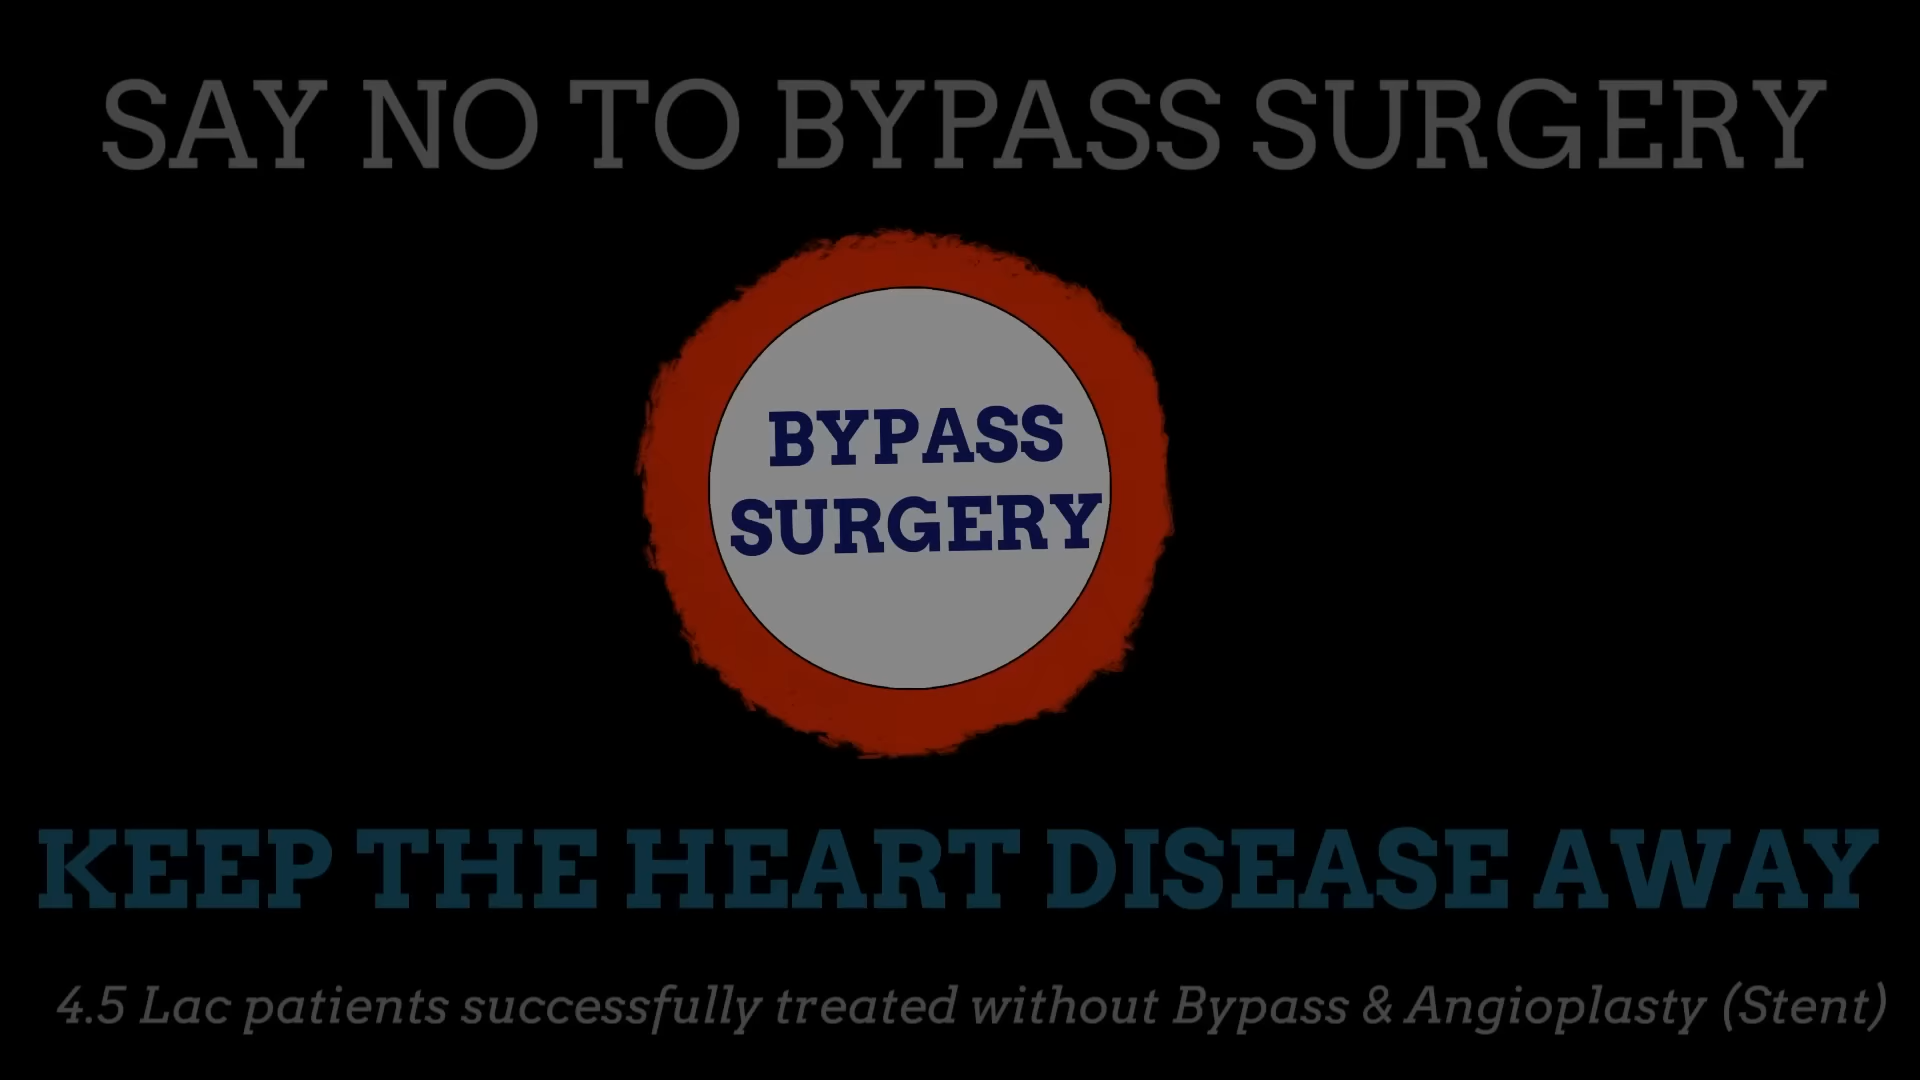 SAY NO TO BYPASS SURGERY
BYPASS
SURGERY
KEEP THE HEART DISEASE AWAY
4.5 Lac patients successfully treated without Bypass & Angioplasty (Stent)